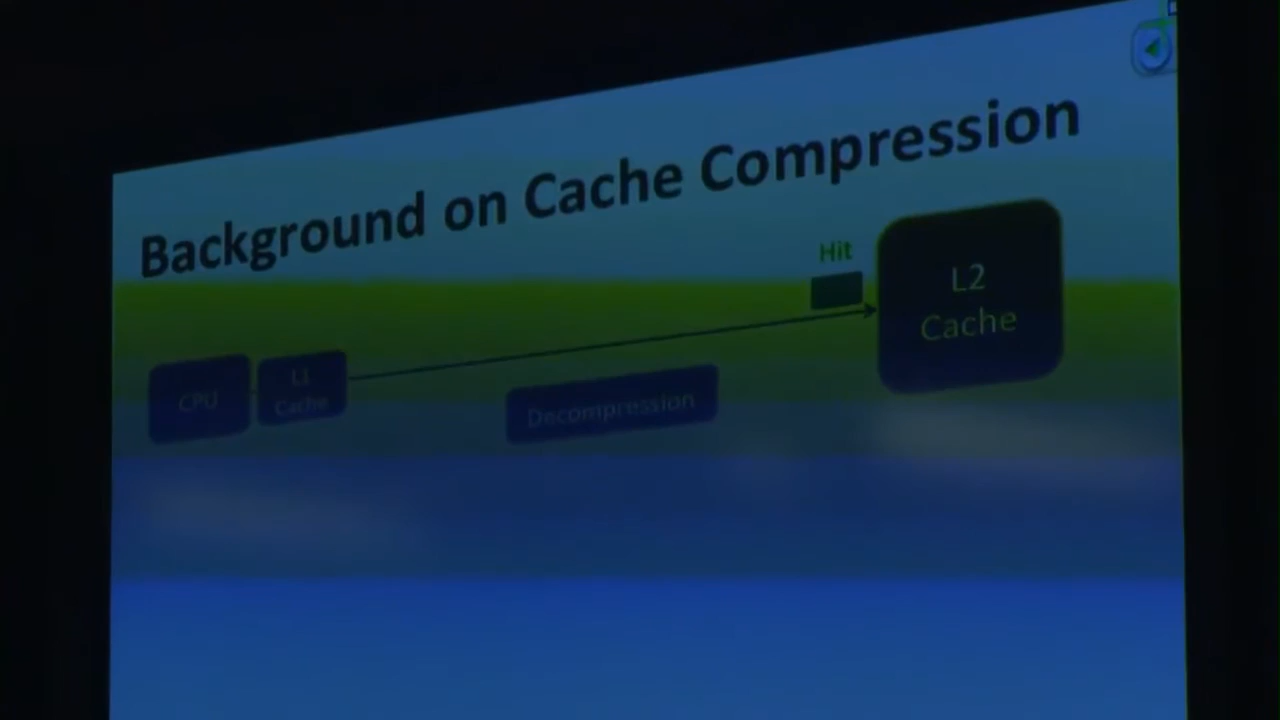 Background on Cache Compression
Hit
L2
Cache
CPU
L1
Cache
Decompression